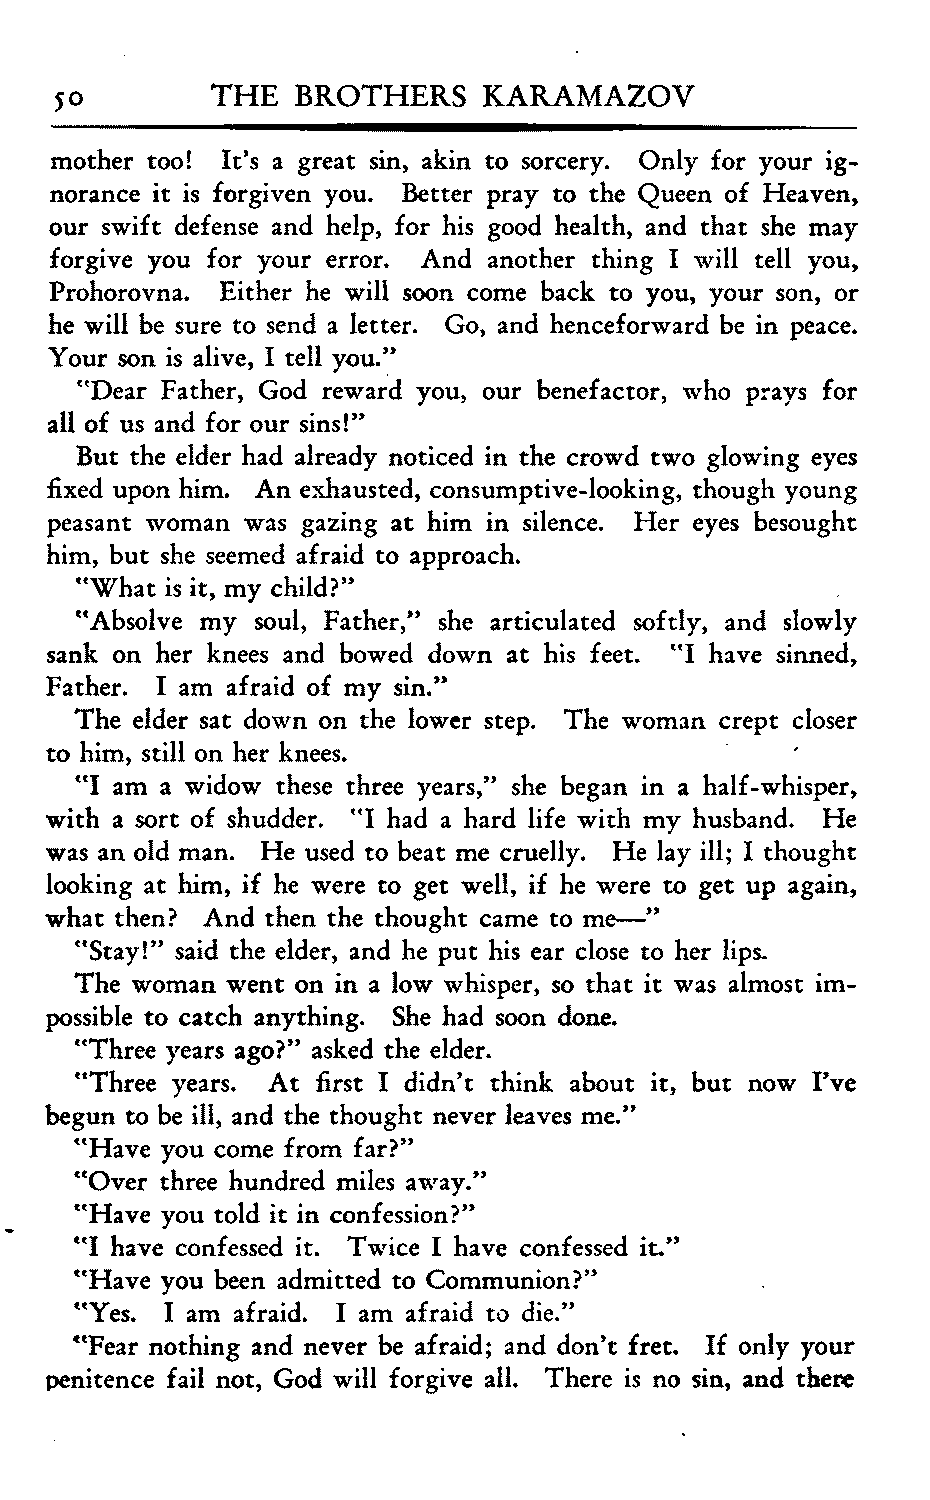 50 THE BROTHERS KARAMAZOV
mother too! It's a great sin, akin to sorcery. Only for your ig-
norance it is forgiven you. Better pray to the Queen of Heaven,
our swift defense and help, for his good health, and that she may
forgive you for your error. And another thing I will tell you,
Prohorovna. Either he will soon come back to you, your son, or
he will be sure to send a letter. Go, and henceforward be in peace.
Your son is alive, I tell you."
"Dear Father, God reward you, our benefactor, who prays for
all of us and for our sins!"
But the elder had already noticed in the crowd two glowing eyes
fixed upon him. An exhausted, consumptive-looking, though young
peasant woman was gazing at him in silence. Her eyes besought
him, but she seemed afraid to approach.
"What is it, my child?"
"Absolve my soul, Father," she articulated softly, and slowly
sank on her knees and bowed down at his feet. "I have sinned,
Father. I am afraid of my sin."
The elder sat down on the lower step. The woman crept closer
to him, still on her knees.
"I am a widow these three years," she began in a half-whisper,
with a sort of shudder. "I had a hard life with my husband. He
was an old man. He used to beat me cruelly. He lay ill; I thought
looking at him, if he were to get well, if he were to get up again,
what then? And then the thought came to me—"
"Stay!" said the elder, and he put his ear close to her lips.
The woman went on in a low whisper, so that it was almost im-
possible to catch anything. She had soon done.
"Three years ago?" asked the elder.
"Three years. At first I didn't think about it, but now I've
begun to be ill, and the thought never leaves me."
"Have you come from far?"
"Over three hundred miles away."
"Have you told it in confession?"
"I have confessed it. Twice I have confessed it."
"Have you been admitted to Communion?"
"Yes. I am afraid. I am afraid to die."
"Fear nothing and never be afraid; and don't fret. If only your
penitence fail not, God will forgive all. There is no sin, and there